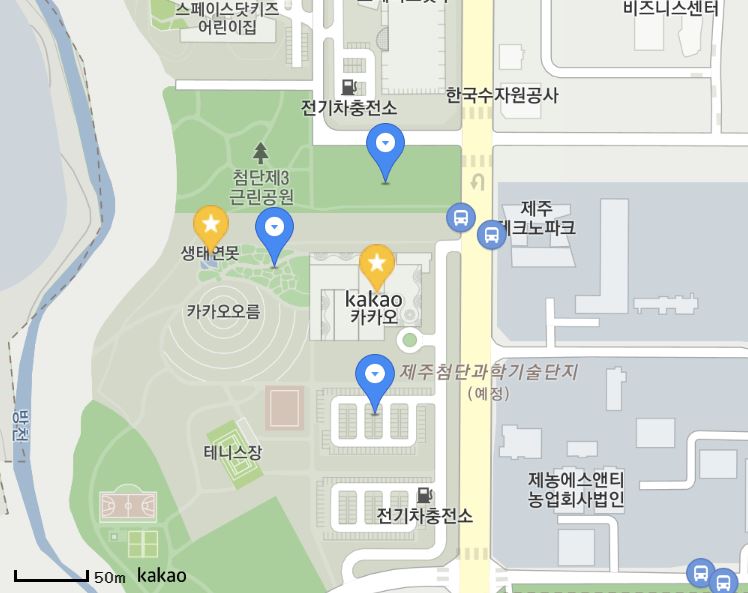 스페이스닷키즈
어린이집
비즈니스센터
전기차충전소
한국수자원공사
첨단제3
근린공원
제주
테크노파크
생태연못
kakao
카카오
카카오오름
제주첨단과학기술단지
(예정)
테니스장
병천
제농에스앤티
농업회사법인
전기차충전소
50m kakao